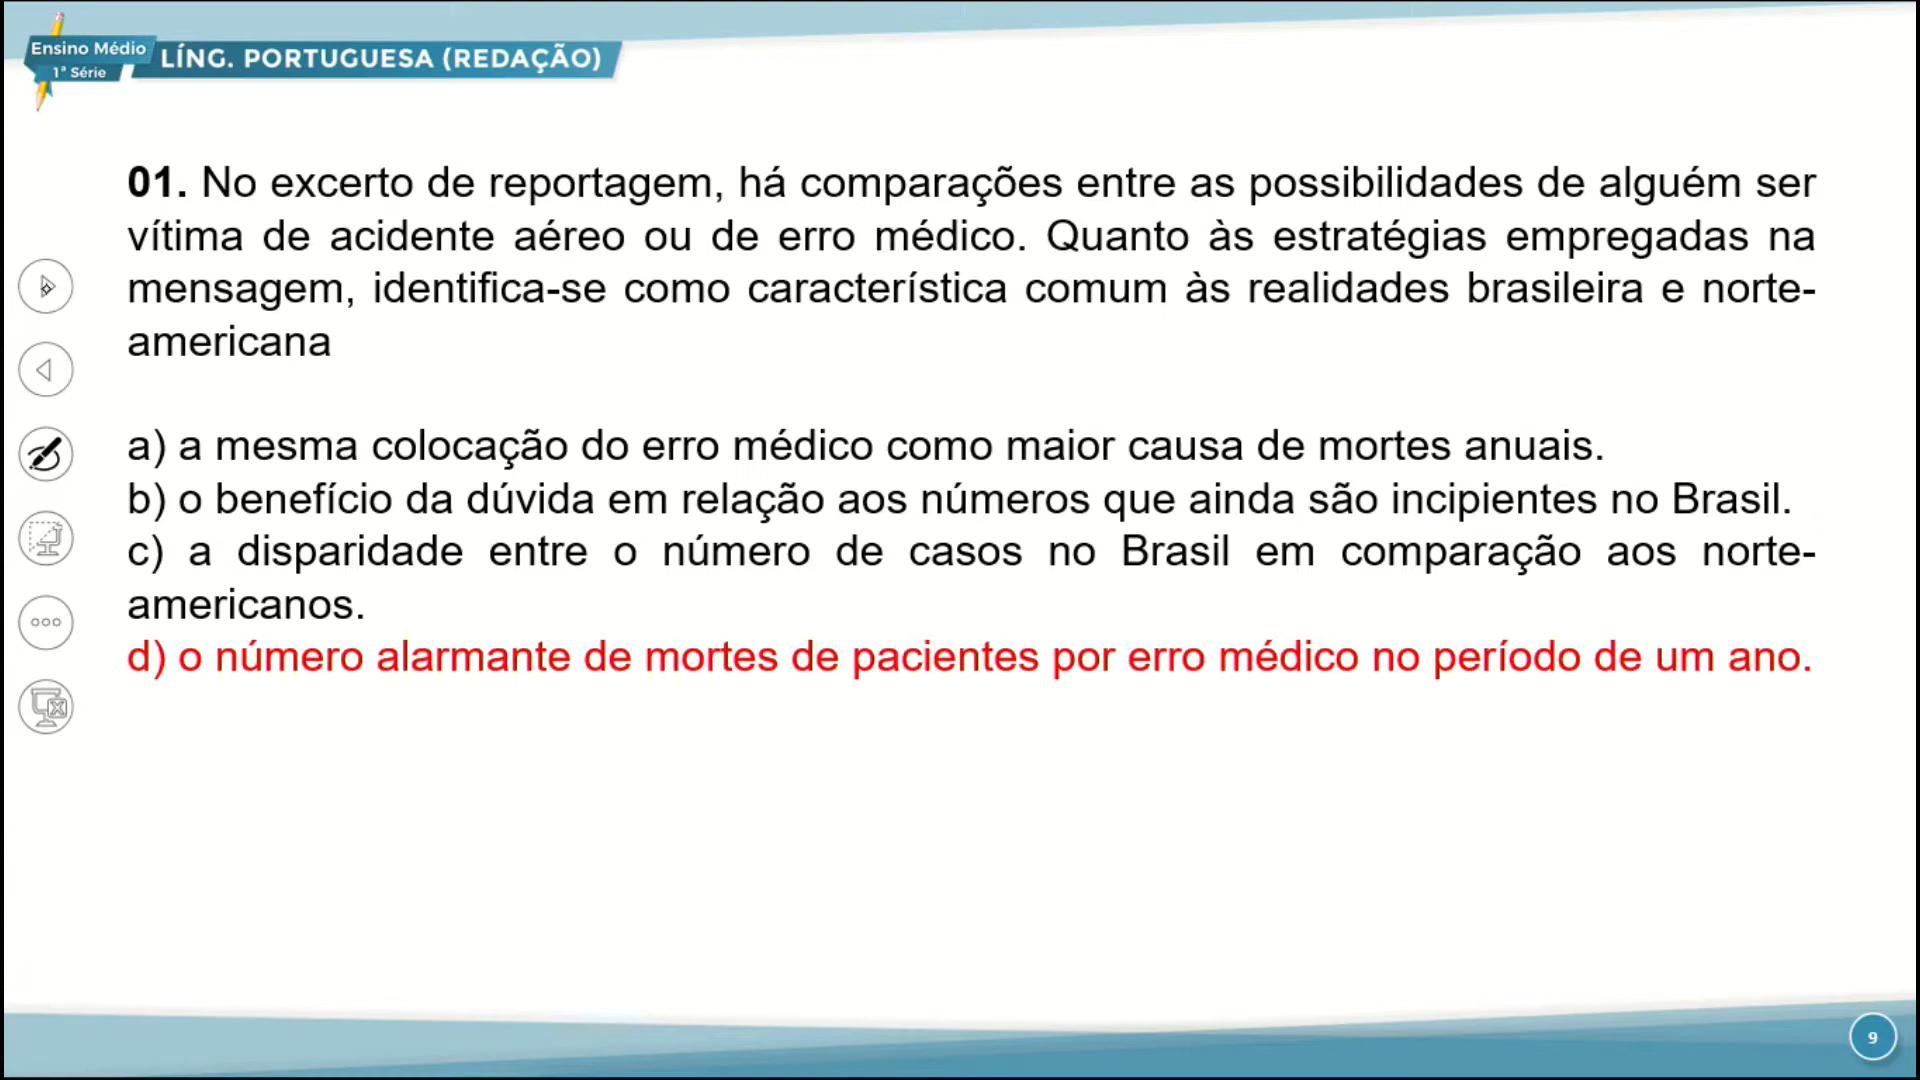 Ensino Médio
1ª Série
LÍNG. PORTUGUESA (REDAÇÃO)
01. No excerto de reportagem, há comparações entre as possibilidades de alguém ser
vítima de acidente aéreo ou de erro médico. Quanto às estratégias empregadas na
mensagem, identifica-se como característica comum às realidades brasileira e norte-
americana
a) a mesma colocação do erro médico como maior causa de mortes anuais.
b) o benefício da dúvida em relação aos números que ainda são incipientes no Brasil.
c) a disparidade entre o número de casos no Brasil em comparação aos norte-
americanos.
d) o número alarmante de mortes de pacientes por erro médico no período de um ano.
9